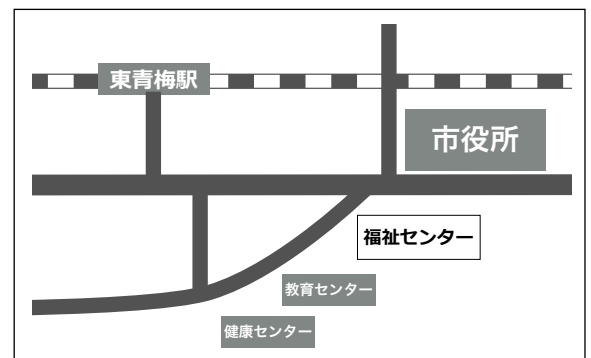 東青梅駅
市役所
福祉センター
教育センター
健康センター